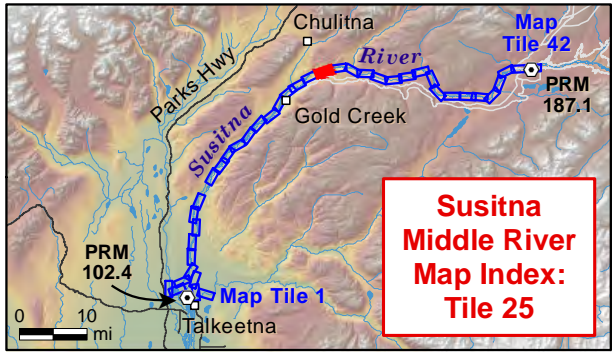 Chulitna
Map
Tile 42
River
PRM
187.1
Parks Hwy
Gold Creek
Susitna
Susitna
Middle River
Map Index:
Tile 25
PRM
102.4
Map Tile 1
0 10
mi
Talkeetna